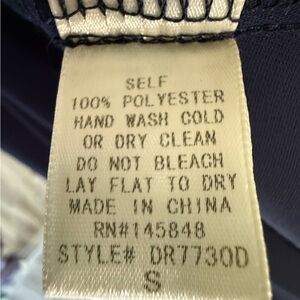 SELF
100% POLYESTER
HAND WASH COLD
OR DRY CLEAN
DO NOT BLEACH
LAY FLAT TO DRY
MADE IN CHINA
RN#145848
STYLE# DR7730D
S